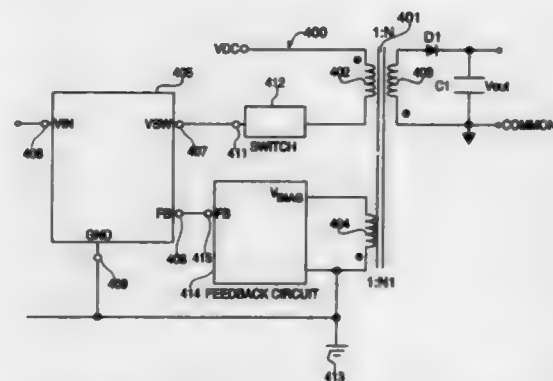 400
1:N
401
VDC
D1
405
412
402
403
C1
Vout
VIN
VSW
406
407
411
SWITCH
COMMON
VBIAS
FB
FB
404
GND
408
415
409
414
FEEDBACK CIRCUIT
1:N1
413